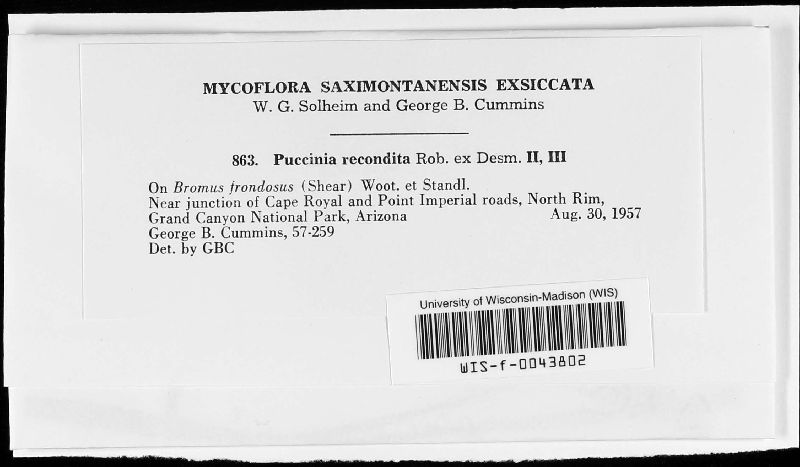 MYCOFLORA SAXIMONTANENSIS EXSICCATA
W. G. Solheim and George B. Cummins
863. Puccinia recondita Rob. ex Desm. II, III
On Bromus frondosus (Shear) Woot. et Standl.
Near junction of Cape Royal and Point Imperial roads, North Rim,
Grand Canyon National Park, Arizona Aug. 30, 1957
George B. Cummins, 57-259
Det. by GBC
University of Wisconsin-Madison (WIS)
WIS-f-0043802